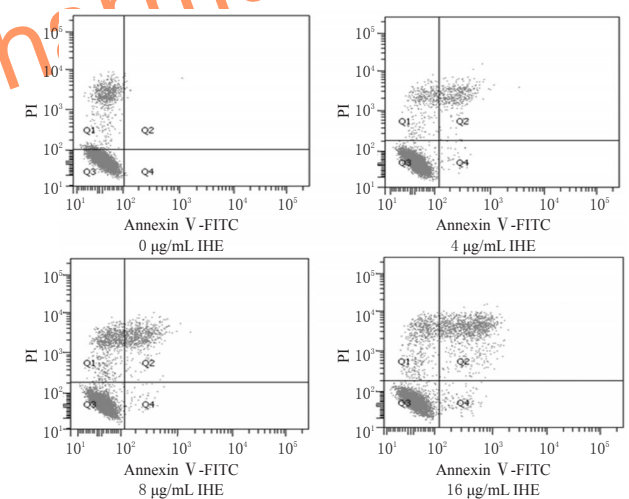 PI
10⁵
10⁴
10³
10²
10¹
Q1
Q2
Q3
Q4
10¹ 10² 10³ 10⁴ 10⁵
Annexin V-FITC
0 μg/mL IHE
PI
10⁵
10⁴
10³
10²
10¹
Q1
Q2
Q3
Q4
10¹ 10² 10³ 10⁴ 10⁵
Annexin V-FITC
4 μg/mL IHE
PI
10⁵
10⁴
10³
10²
10¹
Q1
Q2
Q3
Q4
10¹ 10² 10³ 10⁴ 10⁵
Annexin V-FITC
8 μg/mL IHE
PI
10⁵
10⁴
10³
10²
10¹
Q1
Q2
Q3
Q4
10¹ 10² 10³ 10⁴ 10⁵
Annexin V-FITC
16 μg/mL IHE